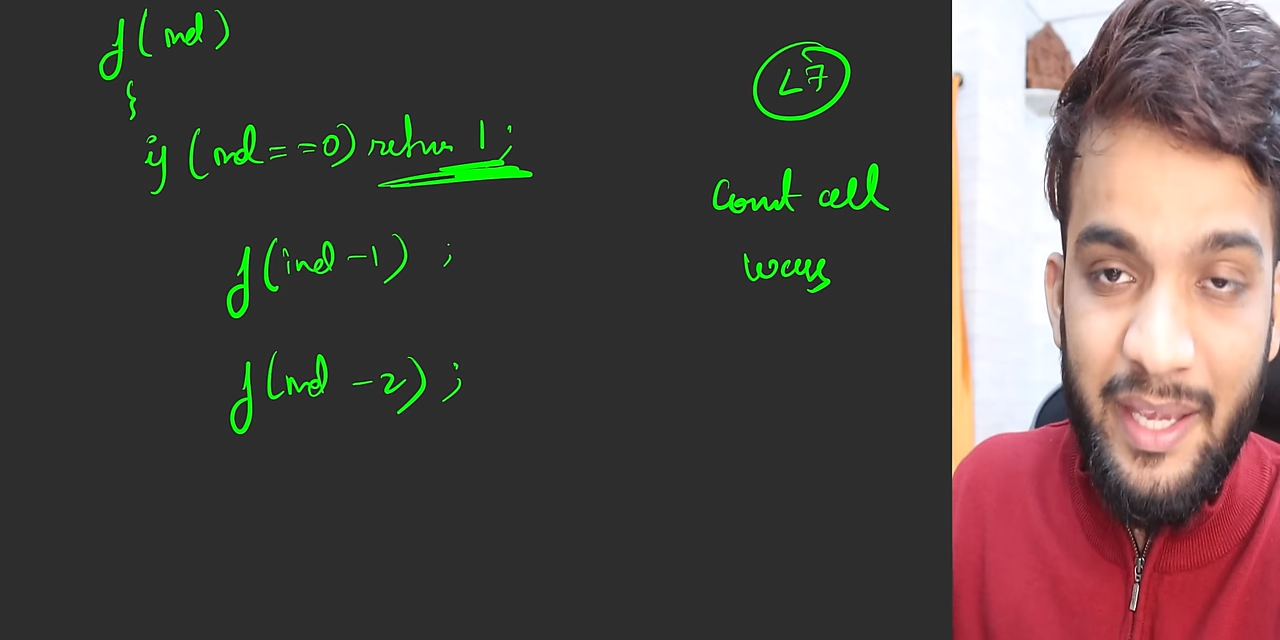 f(ind)
{
if (ind==0) return 1;
f(ind-1);
f(ind-2);
L7
Count all
ways